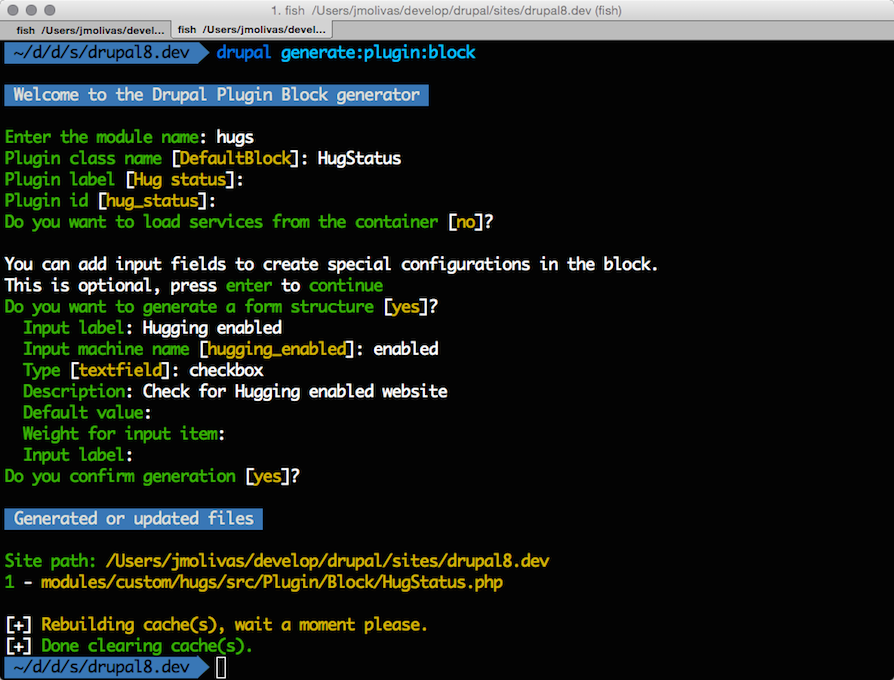 1. fish  /Users/jmolivas/develop/drupal/sites/drupal8.dev (fish)
fish  /Users/jmolivas/devel... fish  /Users/jmolivas/develo...
~/d/d/s/drupal8.dev drupal generate:plugin:block
Welcome to the Drupal Plugin Block generator
Enter the module name: hugs
Plugin class name [DefaultBlock]: HugStatus
Plugin label [Hug status]:
Plugin id [hug_status]:
Do you want to load services from the container [no]?
You can add input fields to create special configurations in the block.
This is optional, press enter to continue
Do you want to generate a form structure [yes]?
Input label: Hugging enabled
Input machine name [hugging_enabled]: enabled
Type [textfield]: checkbox
Description: Check for Hugging enabled website
Default value:
Weight for input item:
Input label:
Do you confirm generation [yes]?
Generated or updated files
Site path: /Users/jmolivas/develop/drupal/sites/drupal8.dev
1 - modules/custom/hugs/src/Plugin/Block/HugStatus.php
[+] Rebuilding cache(s), wait a moment please.
[+] Done clearing cache(s).
~/d/d/s/drupal8.dev